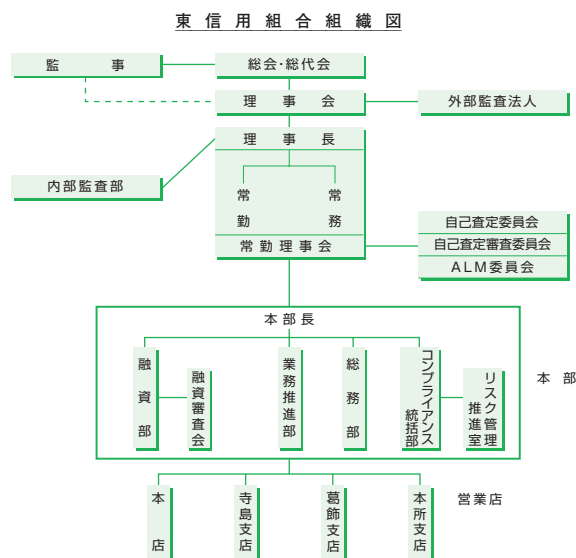 東信用組合組織図
監事
総会・総代会
理事会
外部監査法人
理事長
内部監査部
常勤
常務
常勤理事会
自己査定委員会
自己査定審査委員会
ALM委員会
本部長
融資部
融資審査会
業務推進部
総務部
コンプライアンス
統括部
リスク管理
推進室
本部
本店
寺島支店
葛飾支店
本所支店
営業店